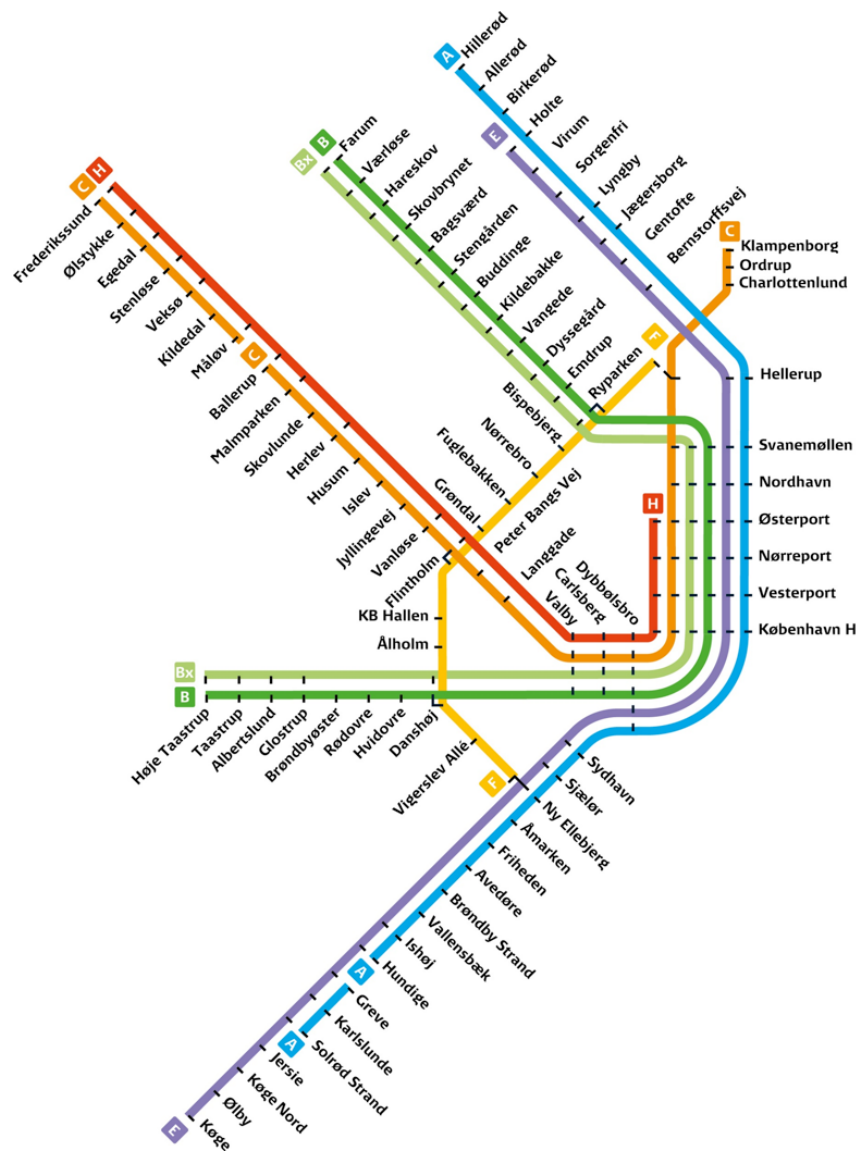 A
Hillerød
Allerød
Birkerød
Holte
E
Virum
Sorgenfri
Lyngby
Jægersborg
Gentofte
Bernstorffsvej
Bx
B
Farum
Værløse
Hareskov
Skovbrynet
Bagsværd
Stengården
Buddinge
Kildebakke
Vangede
Dyssegård
Emdrup
Ryparken
F
C
H
Frederikssund
Ølstykke
Egedal
Stenløse
Veksø
Kildedal
Måløv
C
Ballerup
Malmparken
Skovlunde
Herlev
Husum
Islev
Jyllingevej
Vanløse
Flintholm
C
Klampenborg
Ordrup
Charlottenlund
Hellerup
Svanemøllen
Nordhavn
H
Østerport
Nørreport
Vesterport
København H
Bispebjerg
Nørrebro
Fuglebakken
Grøndal
Peter Bangs Vej
Langgade
Valby
Carlsberg
Dybbølsbro
KB Hallen
Ålholm
Bx
B
Høje Taastrup
Taastrup
Albertslund
Glostrup
Brøndbyøster
Rødovre
Hvidovre
Danshøj
Vigerslev Allé
F
Sydhavn
Sjælør
Ny Ellebjerg
Åmarken
Friheden
Avedøre
Brøndby Strand
Vallensbæk
Ishøj
Hundige
A
Greve
Karlslunde
Solrød Strand
A
Jersie
Køge Nord
Ølby
Køge
E